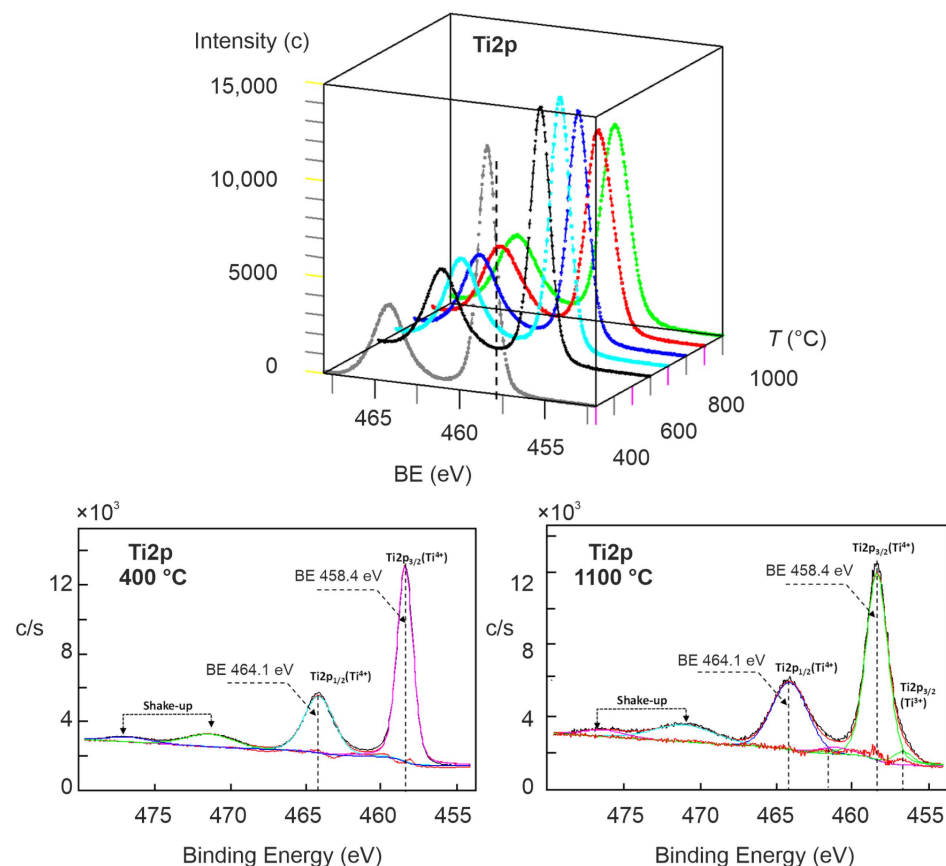 Intensity (c)
Ti2p
15,000
10,000
5000
0
465
460
455
BE (eV)
T (°C)
1000
800
600
400
×10³
Ti2p
400 °C
12
c/s
8
4
0
Ti2p3/2(Ti⁴⁺)
BE 458.4 eV
BE 464.1 eV
Ti2p1/2(Ti⁴⁺)
Shake-up
475
470
465
460
455
Binding Energy (eV)
×10³
Ti2p
1100 °C
12
c/s
8
4
0
Ti2p3/2(Ti⁴⁺)
BE 458.4 eV
BE 464.1 eV
Ti2p1/2(Ti⁴⁺)
Ti2p3/2
(Ti³⁺)
Shake-up
475
470
465
460
455
Binding Energy (eV)